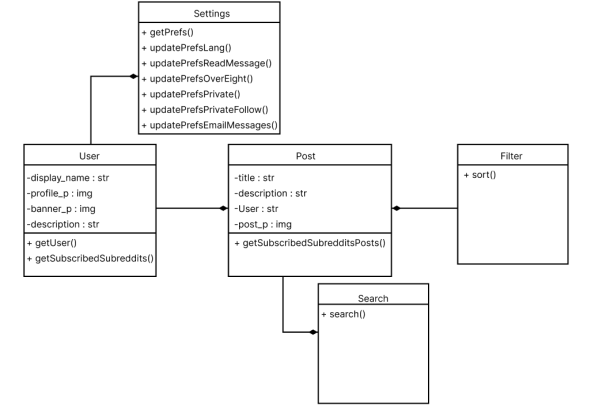 Settings
+ getPrefs()
+ updatePrefsLang()
+ updatePrefsReadMessage()
+ updatePrefsOverEight()
+ updatePrefsPrivate()
+ updatePrefsPrivateFollow()
+ updatePrefsEmailMessages()
User
-display_name : str
-profile_p : img
-banner_p : img
-description : str
+ getUser()
+ getSubscribedSubreddits()
Post
-title : str
-description : str
-User : str
-post_p : img
+ getSubscribedSubredditsPosts()
Filter
+ sort()
Search
+ search()